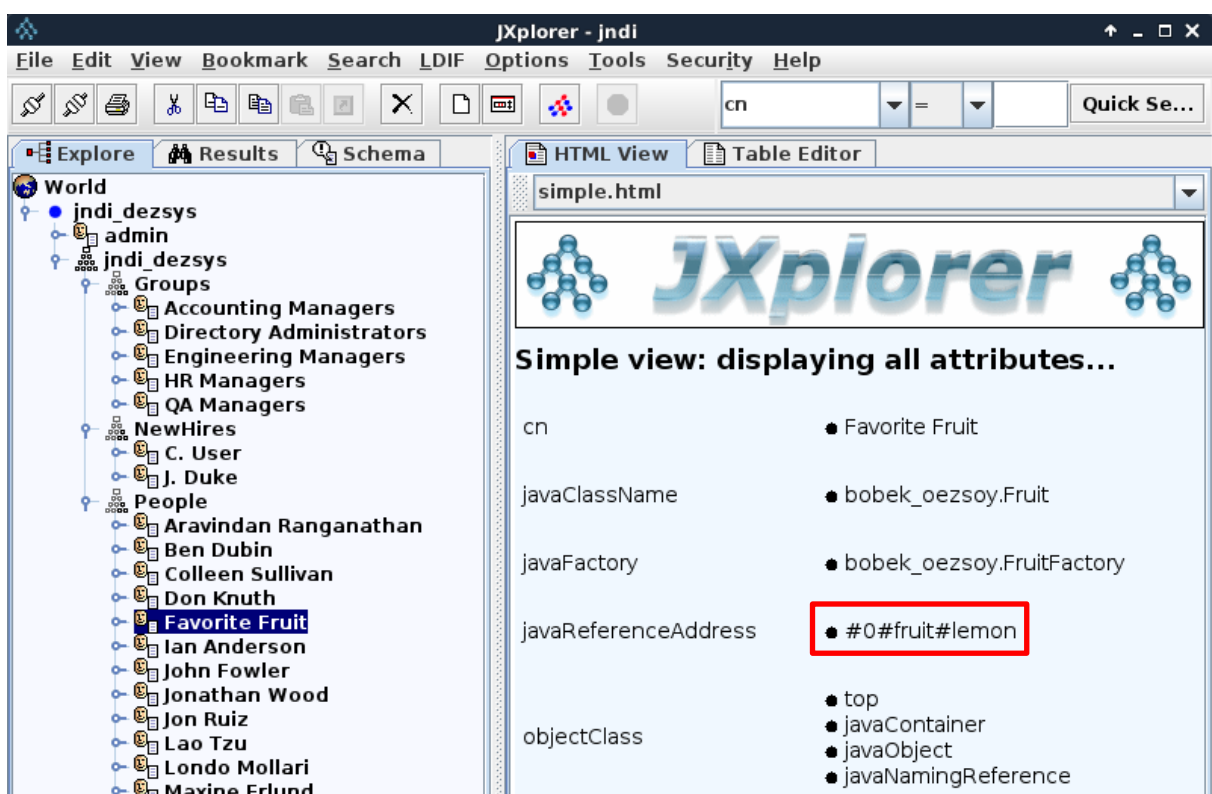 JXplorer - jndi
File Edit View Bookmark Search LDIF Options Tools Security Help
cn = Quick Se...
Explore Results Schema
World
jndi_dezsys
admin
jndi_dezsys
Groups
Accounting Managers
Directory Administrators
Engineering Managers
HR Managers
QA Managers
NewHires
C. User
J. Duke
People
Aravindan Ranganathan
Ben Dubin
Colleen Sullivan
Don Knuth
Favorite Fruit
Ian Anderson
John Fowler
Jonathan Wood
Jon Ruiz
Lao Tzu
Londo Mollari
Maxine Erlund
HTML View Table Editor
simple.html
JXplorer
Simple view: displaying all attributes...
cn Favorite Fruit
javaClassName bobek_oezsoy.Fruit
javaFactory bobek_oezsoy.FruitFactory
javaReferenceAddress #0#fruit#lemon
objectClass
top
javaContainer
javaObject
javaNamingReference